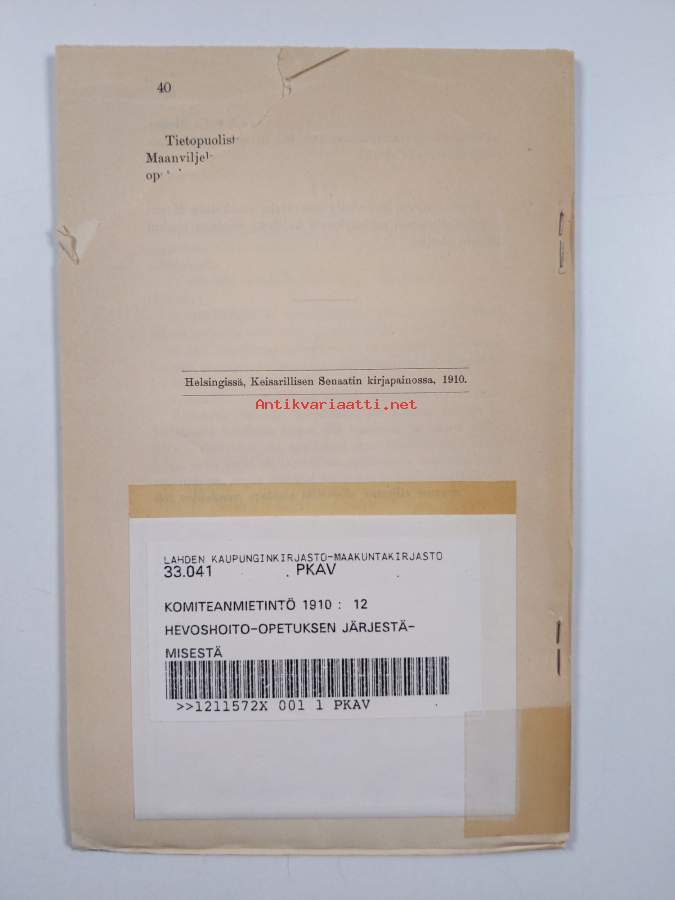 40
Tietopuolist
Maanviljel
op
Helsingissä, Keisarillisen Senaatin kirjapainossa, 1910.
Antikvariaatti.net
LAHDEN KAUPUNGINKIRJASTO-MAAKUNTAKIRJASTO
33.041 . PKAV .
KOMITEANMIETINTÖ 1910 : 12
HEVOSHOITO-OPETUKSEN JÄRJESTÄ-
MISESTÄ
>>1211572X 001 1 PKAV .